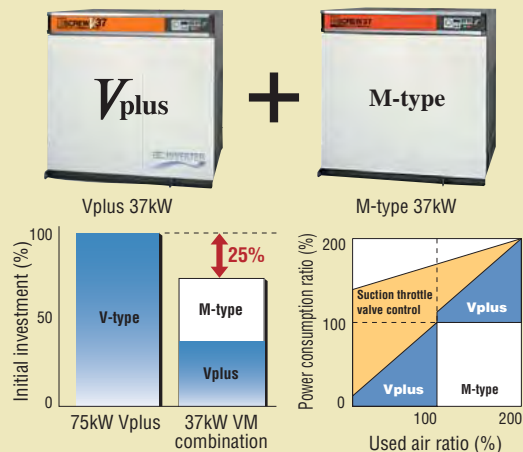 SCREW 37
SCREW 37
Vplus
+
M-type
INVERTER
Vplus 37kW
M-type 37kW
Initial investment (%)
100
50
0
25%
V-type
M-type
Vplus
75kW Vplus
37kW VM
combination
Power consumption ratio (%)
200
100
0
Suction throttle
valve control
Vplus
Vplus
M-type
100
200
Used air ratio (%)